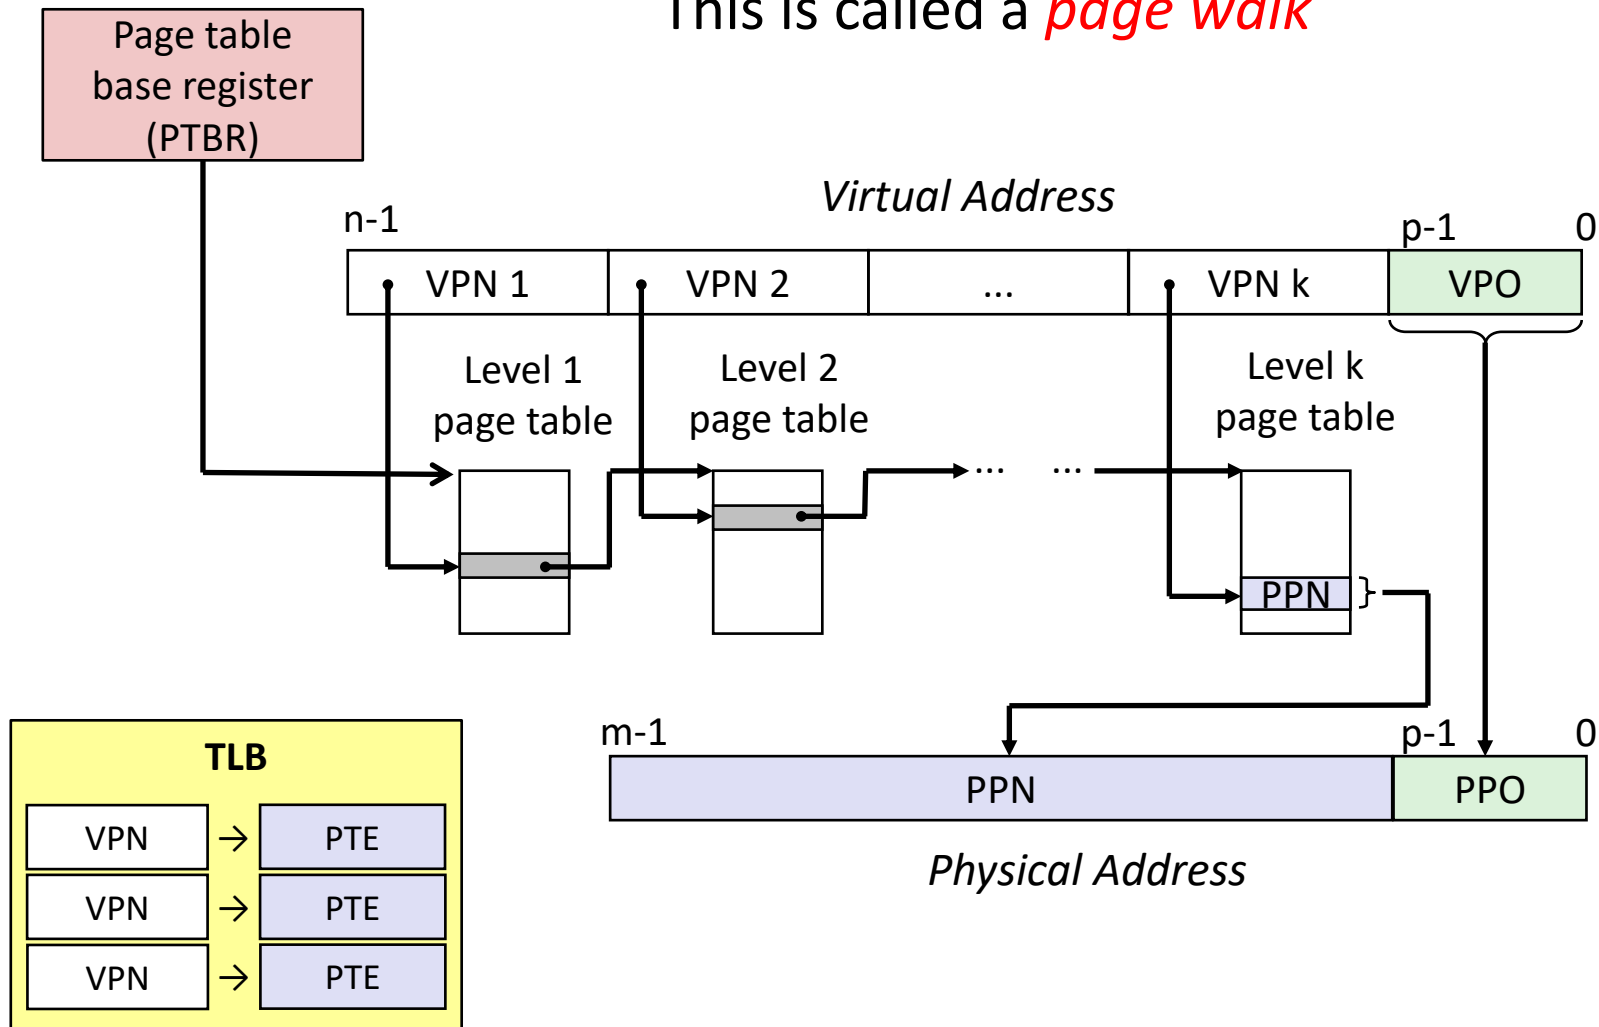 This is called a page walk
Page table
base register
(PTBR)
Virtual Address
n-1
p-1
0
VPN 1
VPN 2
...
VPN k
VPO
Level 1
page table
Level 2
page table
Level k
page table
...
...
PPN
m-1
p-1
0
PPN
PPO
Physical Address
TLB
VPN → PTE
VPN → PTE
VPN → PTE